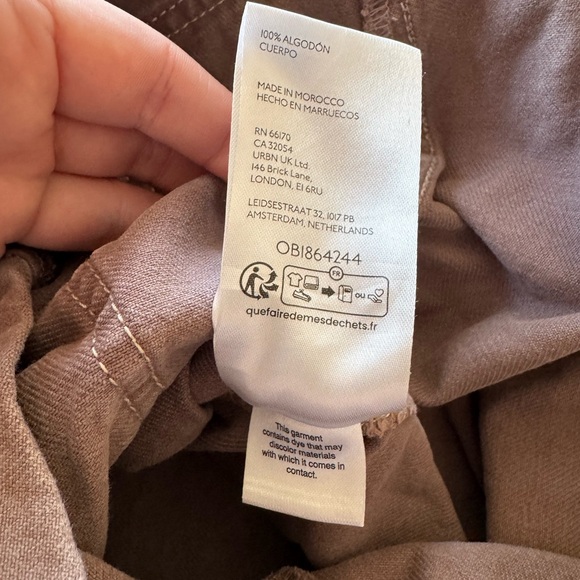 100% ALGODÓN
CUERPO
MADE IN MOROCCO
HECHO EN MARRUECOS
RN 66170
CA 32054
URBN UK Ltd.
146 Brick Lane,
LONDON, E1 6RU
LEIDSESTRAAT 32, 1017 PB
AMSTERDAM, NETHERLANDS
OB1864244
FR
OU
quefairedemesdechets.fr
This garment
contains dye that may
discolor materials
with which it comes in
contact.